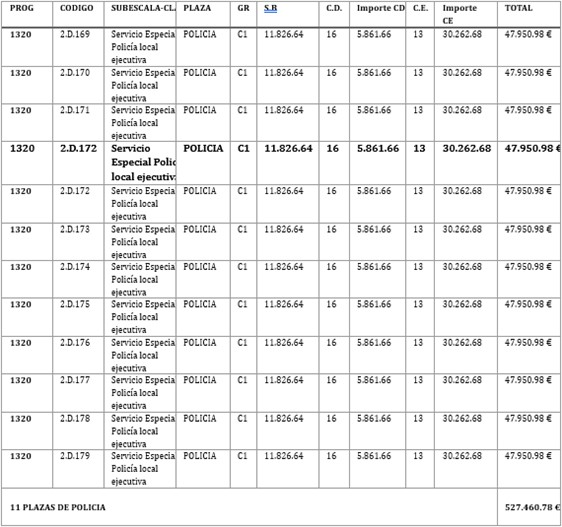 PROG CODIGO SUBESCALA-CL PLAZA GR S.B C.D. Importe CD C.E. Importe CE TOTAL
1320 2.D.169 Servicio Especia Policía local ejecutiva POLICIA C1 11.826.64 16 5.861.66 13 30.262.68 47.950.98 €
1320 2.D.170 Servicio Especia Policía local ejecutiva POLICIA C1 11.826.64 16 5.861.66 13 30.262.68 47.950.98 €
1320 2.D.171 Servicio Especia Policía local ejecutiva POLICIA C1 11.826.64 16 5.861.66 13 30.262.68 47.950.98 €
1320 2.D.172 Servicio Especial Polic local ejecutiv POLICIA C1 11.826.64 16 5.861.66 13 30.262.68 47.950.98 €
1320 2.D.172 Servicio Especia Policía local ejecutiva POLICIA C1 11.826.64 16 5.861.66 13 30.262.68 47.950.98 €
1320 2.D.173 Servicio Especia Policía local ejecutiva POLICIA C1 11.826.64 16 5.861.66 13 30.262.68 47.950.98 €
1320 2.D.174 Servicio Especia Policía local ejecutiva POLICIA C1 11.826.64 16 5.861.66 13 30.262.68 47.950.98 €
1320 2.D.175 Servicio Especia Policía local ejecutiva POLICIA C1 11.826.64 16 5.861.66 13 30.262.68 47.950.98 €
1320 2.D.176 Servicio Especia Policía local ejecutiva POLICIA C1 11.826.64 16 5.861.66 13 30.262.68 47.950.98 €
1320 2.D.177 Servicio Especia Policía local ejecutiva POLICIA C1 11.826.64 16 5.861.66 13 30.262.68 47.950.98 €
1320 2.D.178 Servicio Especia Policía local ejecutiva POLICIA C1 11.826.64 16 5.861.66 13 30.262.68 47.950.98 €
1320 2.D.179 Servicio Especia Policía local ejecutiva POLICIA C1 11.826.64 16 5.861.66 13 30.262.68 47.950.98 €
11 PLAZAS DE POLICIA 527.460.78 €